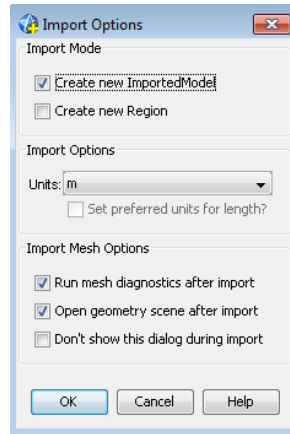 Import Options
Import Mode
Create new ImportedModel
Create new Region
Import Options
Units: m
Set preferred units for length?
Import Mesh Options
Run mesh diagnostics after import
Open geometry scene after import
Don't show this dialog during import
OK Cancel Help